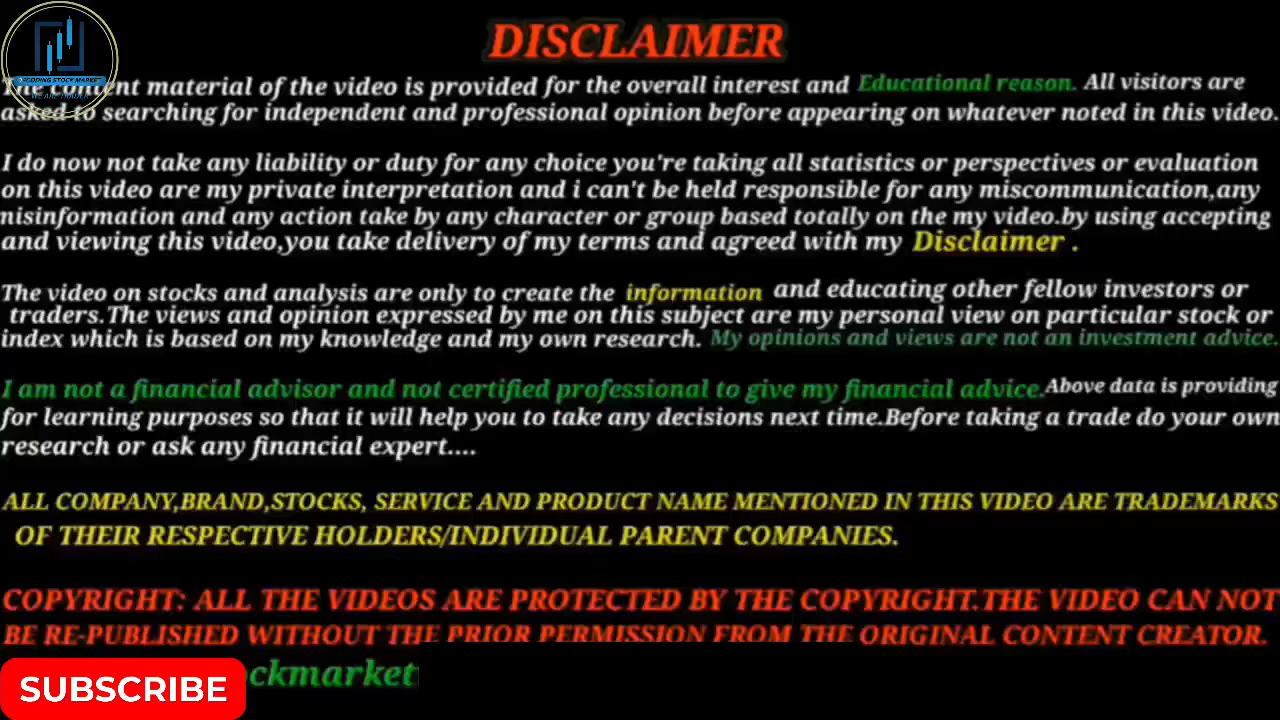 DISCLAIMER
The content material of the video is provided for the overall interest and Educational reason. All visitors are
asked to searching for independent and professional opinion before appearing on whatever noted in this video.
I do now not take any liability or duty for any choice you're taking all statistics or perspectives or evaluation
on this video are my private interpretation and i can't be held responsible for any miscommunication,any
nisinformation and any action take by any character or group based totally on the my video.by using accepting
and viewing this video,you take delivery of my terms and agreed with my Disclaimer .
The video on stocks and analysis are only to create the information and educating other fellow investors or
traders.The views and opinion expressed by me on this subject are my personal view on particular stock or
index which is based on my knowledge and my own research. My opinions and views are not an investment advice.
I am not a financial advisor and not certified professional to give my financial advice.Above data is providing
for learning purposes so that it will help you to take any decisions next time.Before taking a trade do your own
research or ask any financial expert....
ALL COMPANY,BRAND,STOCKS, SERVICE AND PRODUCT NAME MENTIONED IN THIS VIDEO ARE TRADEMARKS
OF THEIR RESPECTIVE HOLDERS/INDIVIDUAL PARENT COMPANIES.
COPYRIGHT: ALL THE VIDEOS ARE PROTECTED BY THE COPYRIGHT.THE VIDEO CAN NOT
BE RE-PUBLISHED WITHOUT THE PRIOR PERMISSION FROM THE ORIGINAL CONTENT CREATOR.
SUBSCRIBE ckmarket
STOCK MARKET
WE ARE TRADER